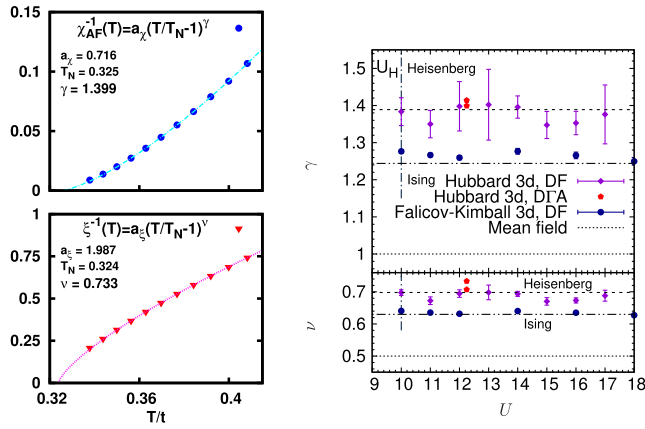 χ_AF^-1(T)=a_χ(T/T_N-1)^γ
a_χ = 0.716
T_N = 0.325
γ = 1.399
0.15
0.1
0.05
0
ξ^-1(T)=a_ξ(T/T_N-1)^ν
a_ξ = 1.987
T_N = 0.324
ν = 0.733
1
0.75
0.5
0.25
0
0.32 0.36 0.4
T/t
U_H
Heisenberg
Ising
Hubbard 3d, DF
Hubbard 3d, DΓA
Falicov-Kimball 3d, DF
Mean field
1.5
1.4
1.3
1.2
1.1
1
γ
Heisenberg
Ising
0.7
0.6
0.5
ν
9 10 11 12 13 14 15 16 17 18
U